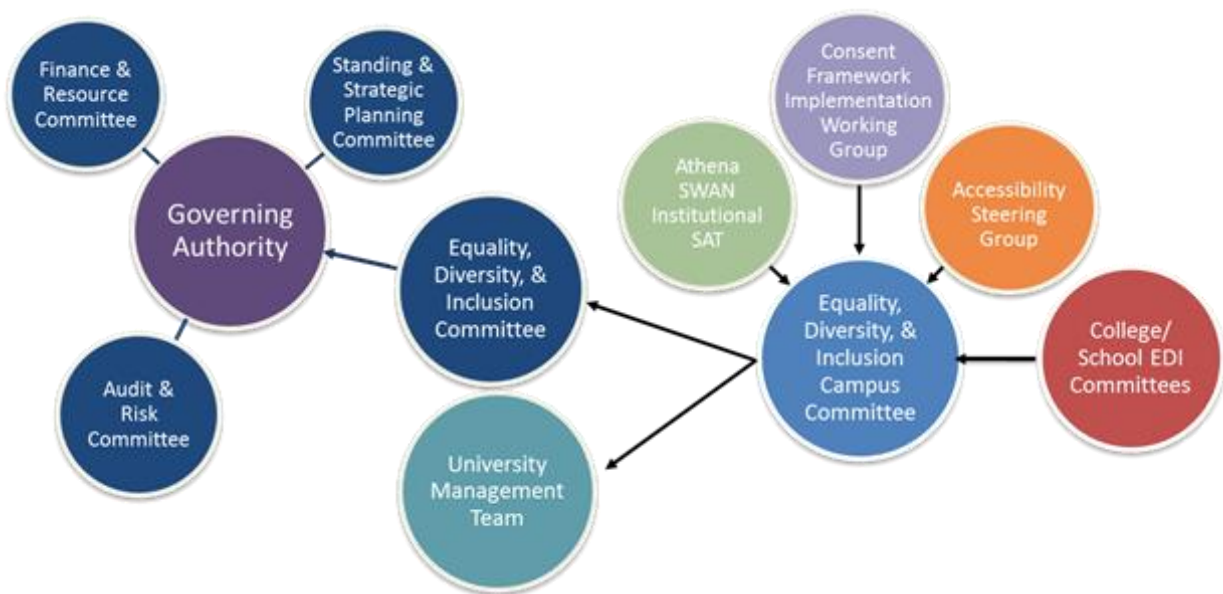 Finance &
Resource
Committee
Standing &
Strategic
Planning
Committee
Governing
Authority
Audit &
Risk
Committee
Equality,
Diversity, &
Inclusion
Committee
University
Management
Team
Consent
Framework
Implementation
Working
Group
Athena
SWAN
Institutional
SAT
Accessibility
Steering
Group
Equality,
Diversity, &
Inclusion
Campus
Committee
College/
School EDI
Committees